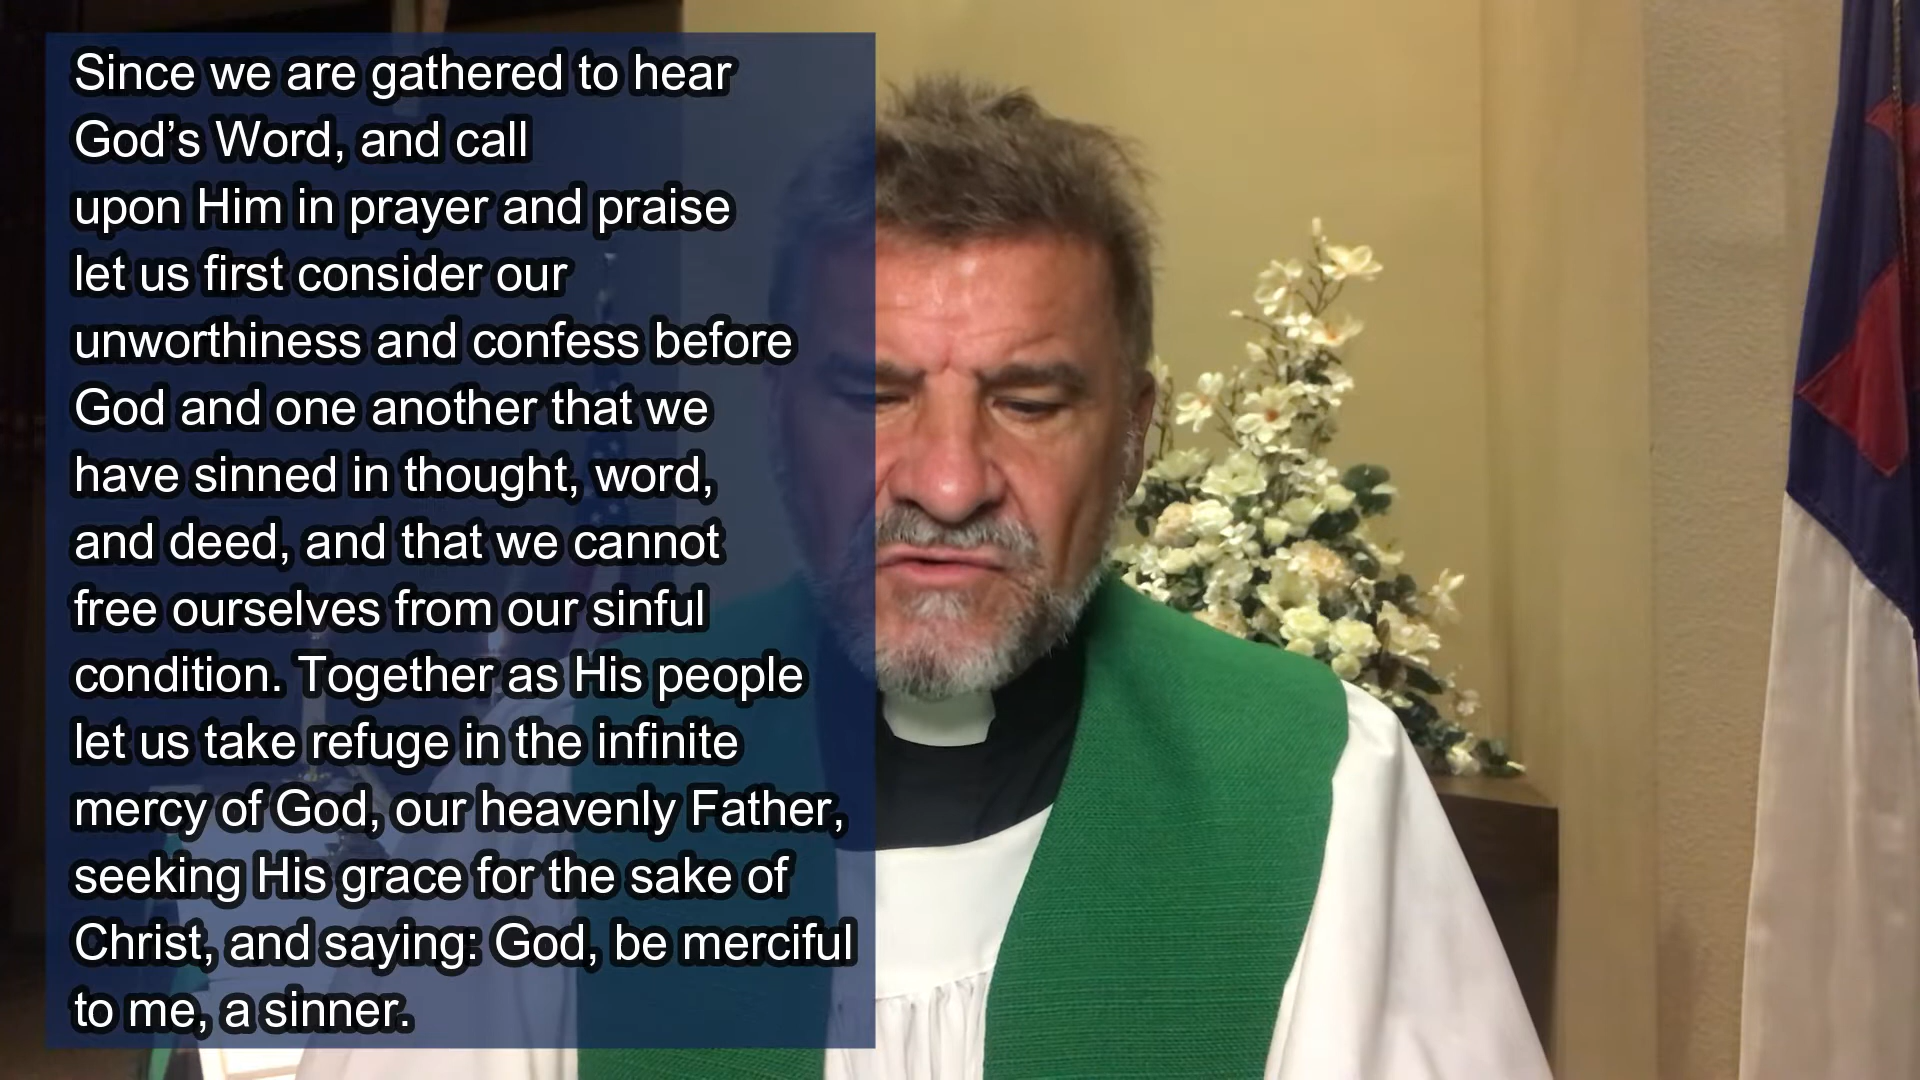 Since we are gathered to hear
God’s Word, and call
upon Him in prayer and praise
let us first consider our
unworthiness and confess before
God and one another that we
have sinned in thought, word,
and deed, and that we cannot
free ourselves from our sinful
condition. Together as His people
let us take refuge in the infinite
mercy of God, our heavenly Father,
seeking His grace for the sake of
Christ, and saying: God, be merciful
to me, a sinner.